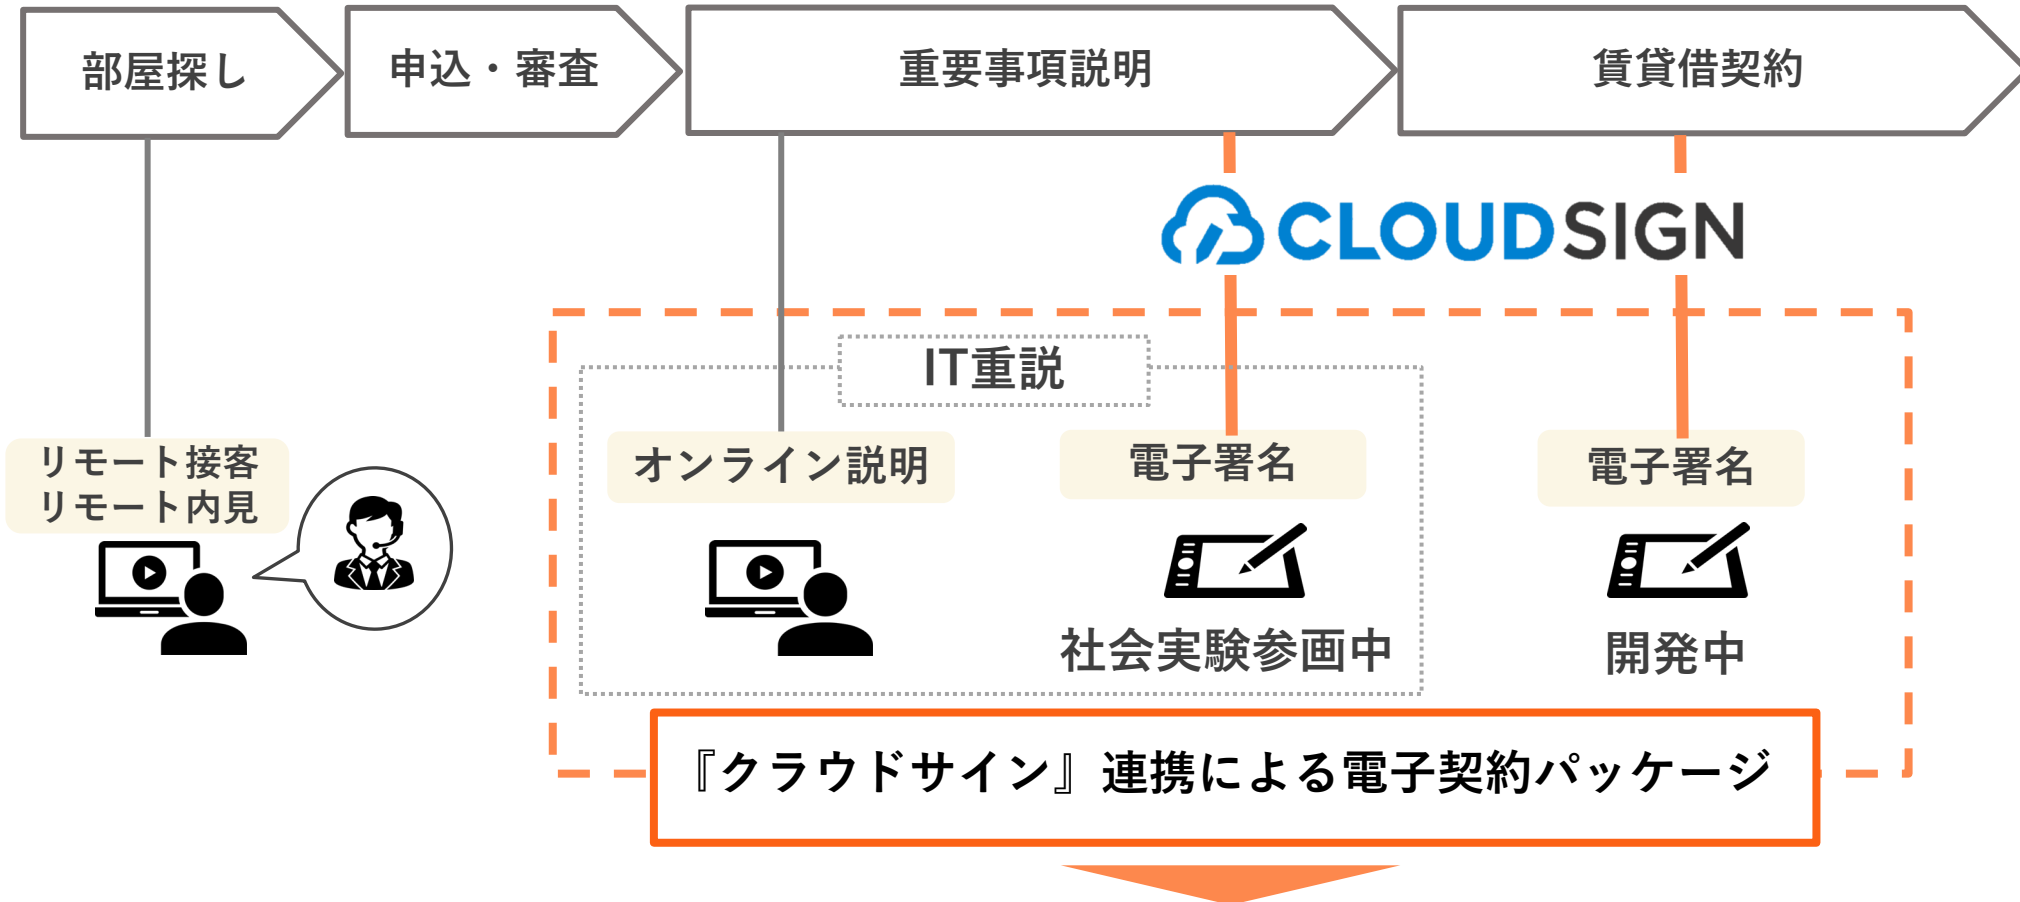 部屋探し
申込・審査
重要事項説明
賃貸借契約
CLOUDSIGN
IT重説
リモート接客
リモート内見
オンライン説明
電子署名
電子署名
社会実験参画中
開発中
『クラウドサイン』連携による電子契約パッケージ